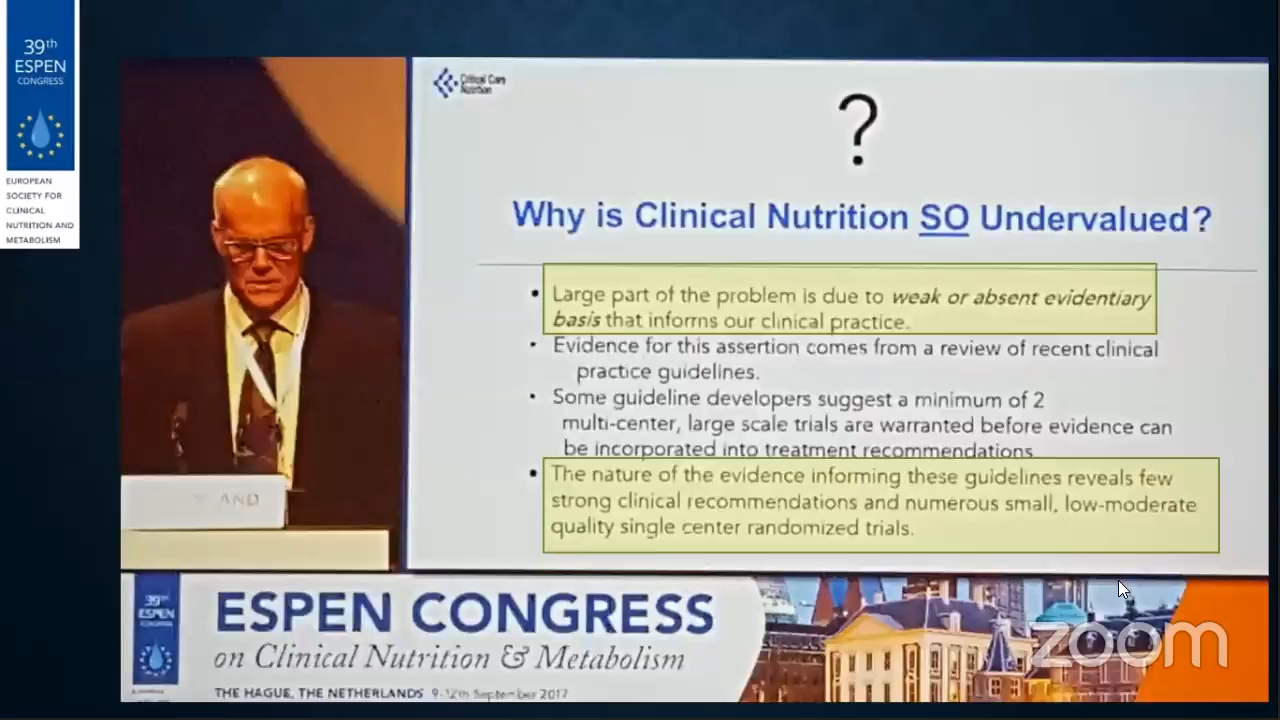 39th
ESPEN
CONGRESS
EUROPEAN
SOCIETY FOR
CLINICAL
NUTRITION AND
METABOLISM
Critical Care
Nutrition
?
Why is Clinical Nutrition SO Undervalued?
• Large part of the problem is due to weak or absent evidentiary
basis that informs our clinical practice.
• Evidence for this assertion comes from a review of recent clinical
practice guidelines.
• Some guideline developers suggest a minimum of 2
multi-center, large scale trials are warranted before evidence can
be incorporated into treatment recommendations
• The nature of the evidence informing these guidelines reveals few
strong clinical recommendations and numerous small, low-moderate
quality single center randomized trials.
AND
39th
ESPEN
CONGRESS
ESPEN CONGRESS
on Clinical Nutrition & Metabolism
THE HAGUE, THE NETHERLANDS 9-12th September 2017
zoom